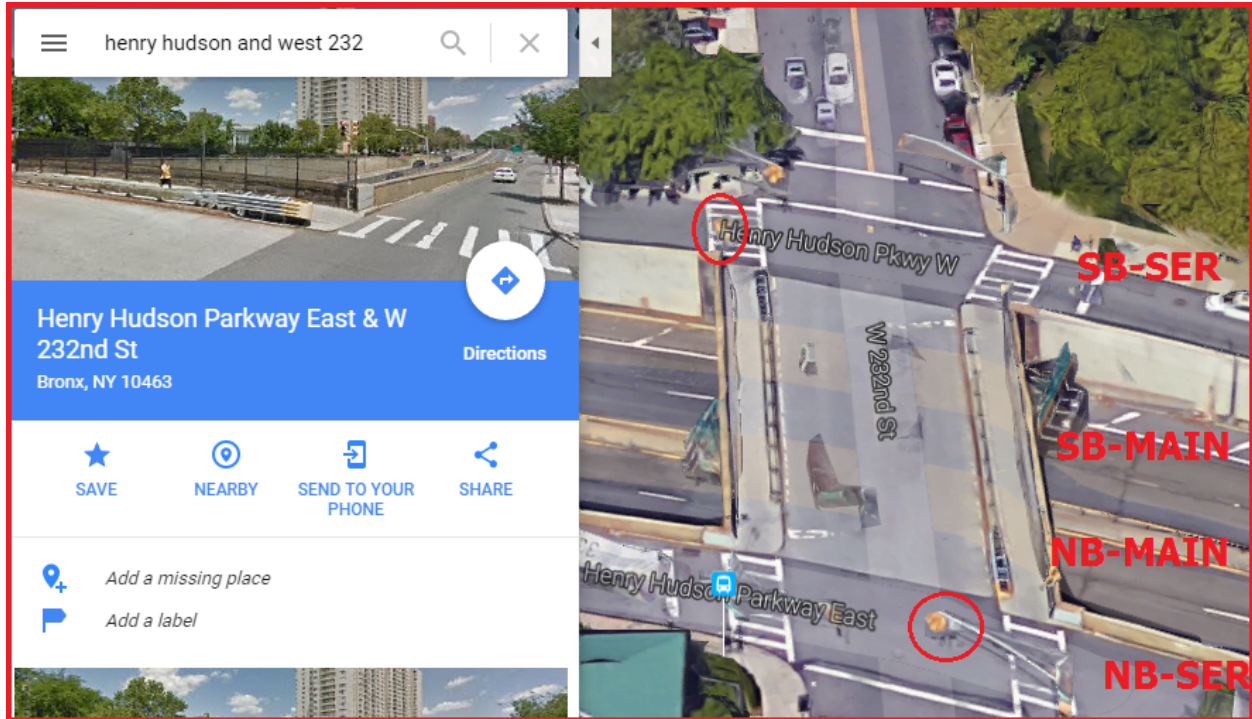 henry hudson and west 232
Henry Hudson Parkway East & W
232nd St
Bronx, NY 10463
Directions
SAVE
NEARBY
SEND TO YOUR
PHONE
SHARE
Add a missing place
Add a label
Henry Hudson Pkwy W
SB-SER
W 232nd St
SB-MAIN
NB-MAIN
Henry Hudson Parkway East
NB-SER